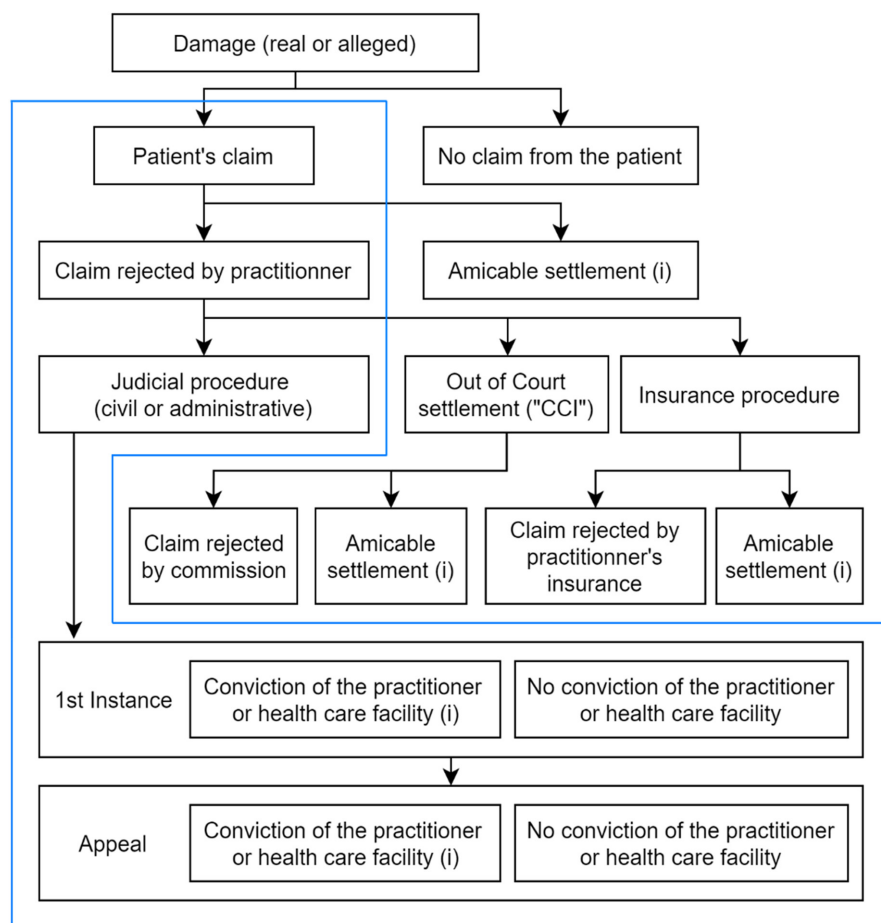 Damage (real or alleged)
Patient's claim
No claim from the patient
Claim rejected by practitionner
Amicable settlement (i)
Judicial procedure
(civil or administrative)
Out of Court
settlement ("CCI")
Insurance procedure
Claim rejected
by commission
Amicable
settlement (i)
Claim rejected by
practitionner's
insurance
Amicable
settlement (i)
1st Instance
Conviction of the practitioner
or health care facility (i)
No conviction of the practitioner
or health care facility
Appeal
Conviction of the practitioner
or health care facility (i)
No conviction of the practitioner
or health care facility